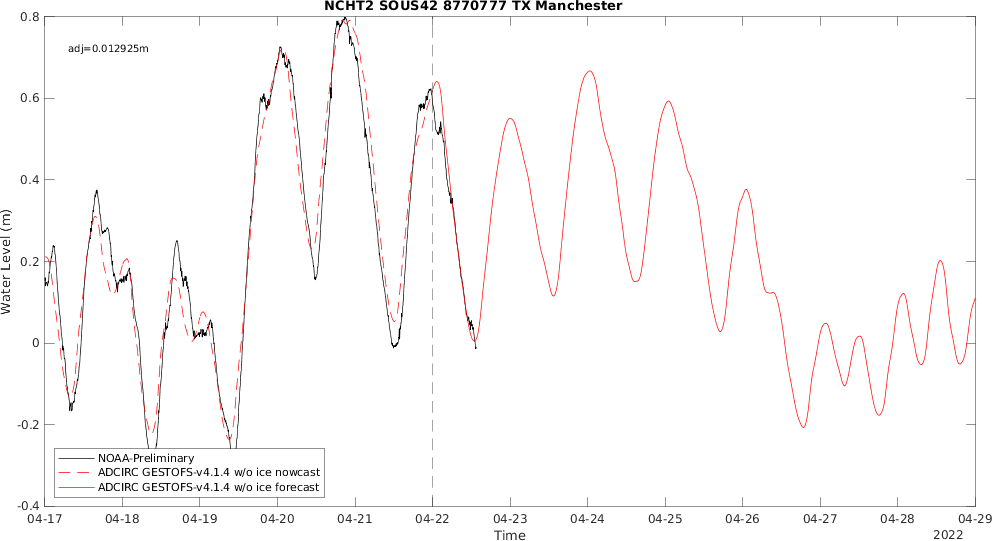 NCHT2 SOUS42 8770777 TX Manchester
0.8
adj=0.012925m
0.6
0.4
0.2
0
-0.2
-0.4
Water Level (m)
NOAA-Preliminary
ADCIRC GESTOFS-v4.1.4 w/o ice nowcast
ADCIRC GESTOFS-v4.1.4 w/o ice forecast
04-17 04-18 04-19 04-20 04-21 04-22 04-23 04-24 04-25 04-26 04-27 04-28 04-29
Time
2022